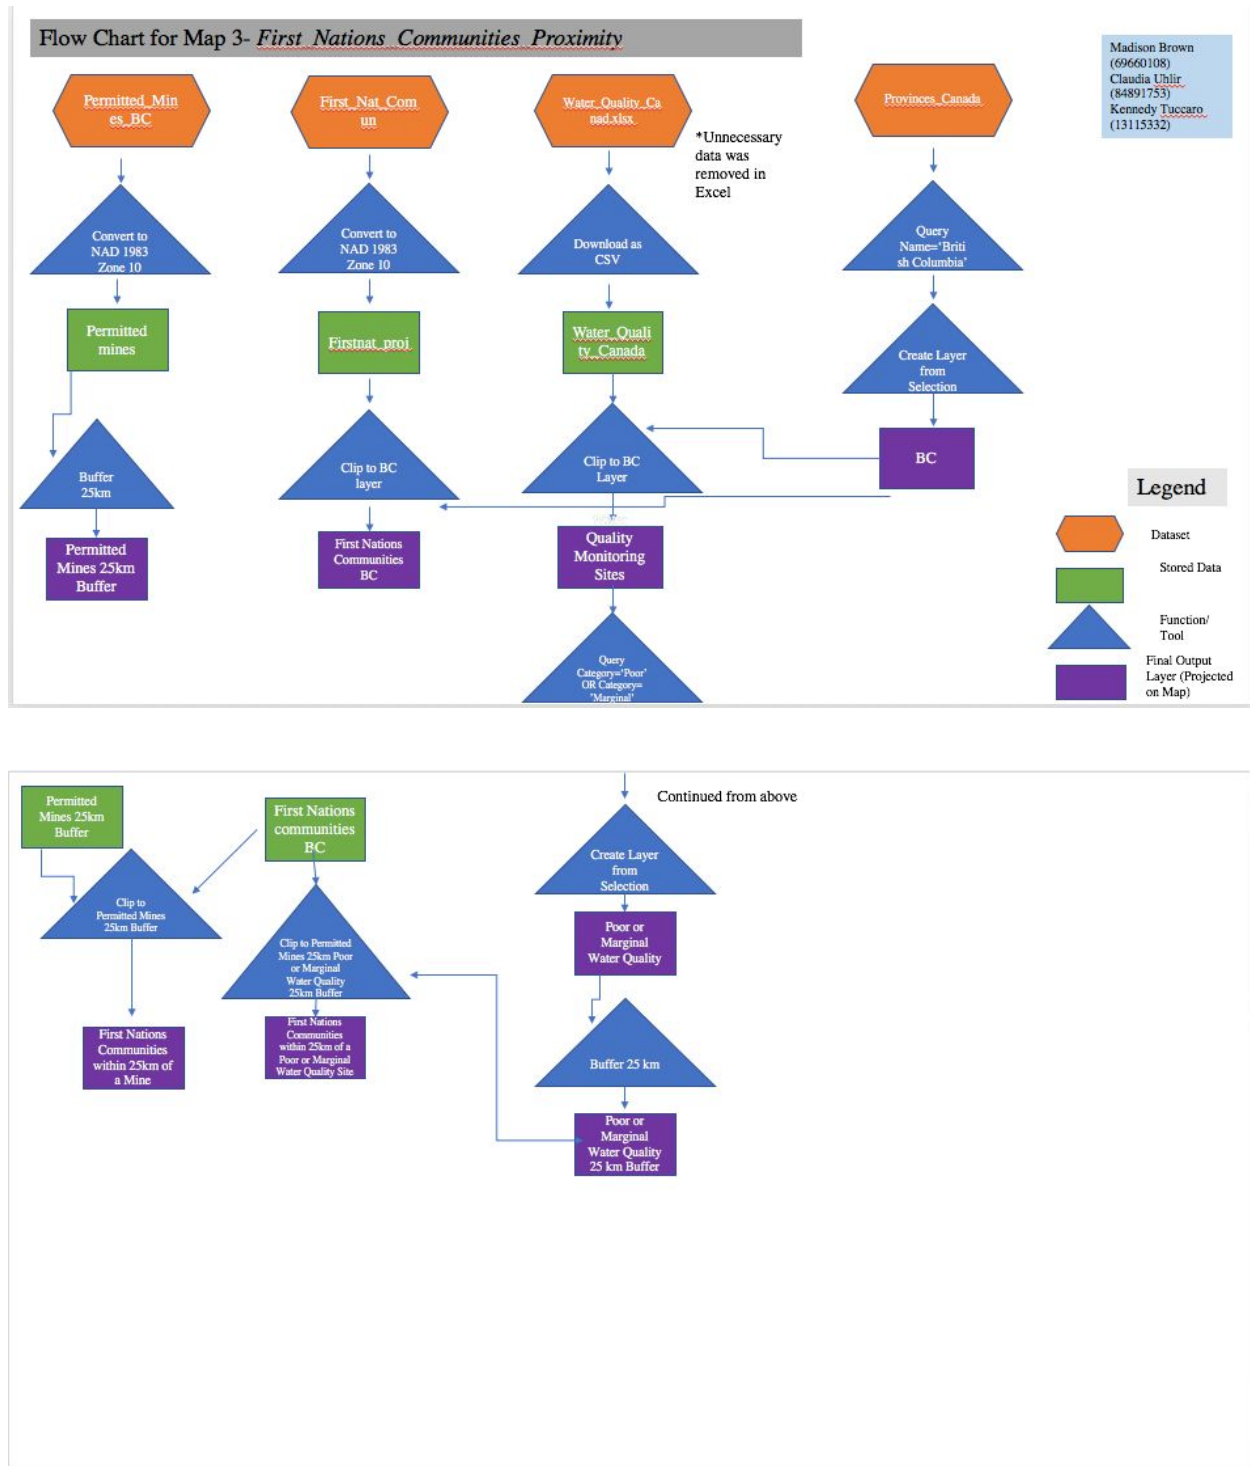 Flow Chart for Map 3- First_Nations_Communities_Proximity
Madison Brown
(69660108)
Claudia Uhlir
(84891753)
Kennedy Tuccaro
(13115332)
Permitted_Min
es_BC
First_Nat_Com
un
Water_Quality_Ca
nad.xlsx
Provinces_Canada
*Unnecessary
data was
removed in
Excel
Convert to
NAD 1983
Zone 10
Convert to
NAD 1983
Zone 10
Download as
CSV
Query
Name='Briti
sh Columbia'
Permitted
mines
Firstnat_proj
Water_Quali
ty_Canada
Create Layer
from
Selection
Buffer
25km
Clip to BC
layer
Clip to BC
Layer
BC
Permitted
Mines 25km
Buffer
First Nations
Communities
BC
Quality
Monitoring
Sites
Query
Category='Poor'
OR Category=
'Marginal'
Legend
Dataset
Stored Data
Function/
Tool
Final Output
Layer (Projected
on Map)
Permitted
Mines 25km
Buffer
First Nations
communities
BC
Continued from above
Clip to
Permitted Mines
25km Buffer
Clip to Permitted
Mines 25km Poor
or Marginal
Water Quality
25km Buffer
Create Layer
from
Selection
Poor or
Marginal
Water Quality
First Nations
Communities
within 25km of
a Mine
First Nations
Communities
within 25km of a
Poor or Marginal
Water Quality Site
Buffer 25 km
Poor or
Marginal
Water Quality
25 km Buffer